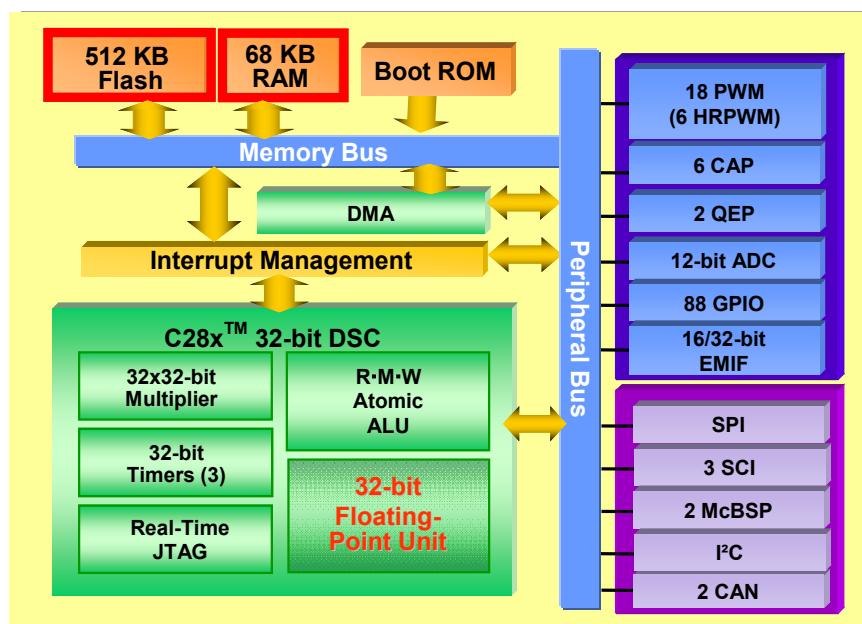 512 KB
Flash
68 KB
RAM
Boot ROM
Memory Bus
DMA
Interrupt Management
C28x™ 32-bit DSC
32x32-bit
Multiplier
R·M·W
Atomic
ALU
32-bit
Timers (3)
32-bit
Floating-
Point Unit
Real-Time
JTAG
Peripheral Bus
18 PWM
(6 HRPWM)
6 CAP
2 QEP
12-bit ADC
88 GPIO
16/32-bit
EMIF
SPI
3 SCI
2 McBSP
I²C
2 CAN